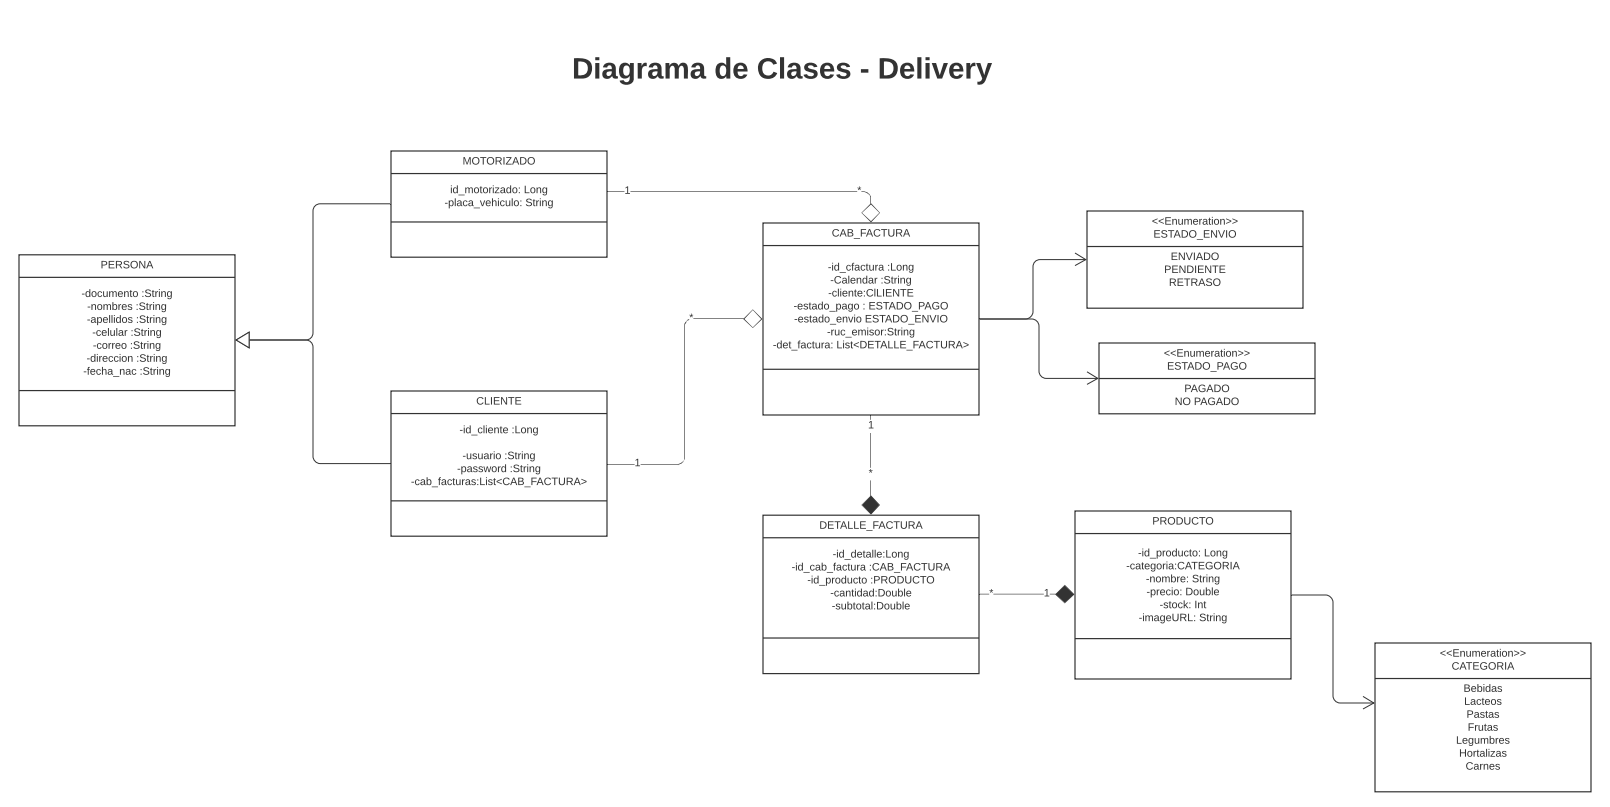 Diagrama de Clases - Delivery
MOTORIZADO
id_motorizado: Long
-placa_vehiculo: String
1
*
PERSONA
-documento :String
-nombres :String
-apellidos :String
-celular :String
-correo :String
-direccion :String
-fecha_nac :String
CLIENTE
-id_cliente :Long
-usuario :String
-password :String
-cab_facturas:List<CAB_FACTURA>
1
*
CAB_FACTURA
-id_cfactura :Long
-Calendar :String
-cliente:ClLIENTE
-estado_pago : ESTADO_PAGO
-estado_envio ESTADO_ENVIO
-ruc_emisor:String
-det_factura: List<DETALLE_FACTURA>
1
*
<<Enumeration>>
ESTADO_ENVIO
ENVIADO
PENDIENTE
RETRASO
<<Enumeration>>
ESTADO_PAGO
PAGADO
NO PAGADO
DETALLE_FACTURA
-id_detalle:Long
-id_cab_factura :CAB_FACTURA
-id_producto :PRODUCTO
-cantidad:Double
-subtotal:Double
*
1
PRODUCTO
-id_producto: Long
-categoria:CATEGORIA
-nombre: String
-precio: Double
-stock: Int
-imageURL: String
<<Enumeration>>
CATEGORIA
Bebidas
Lacteos
Pastas
Frutas
Legumbres
Hortalizas
Carnes